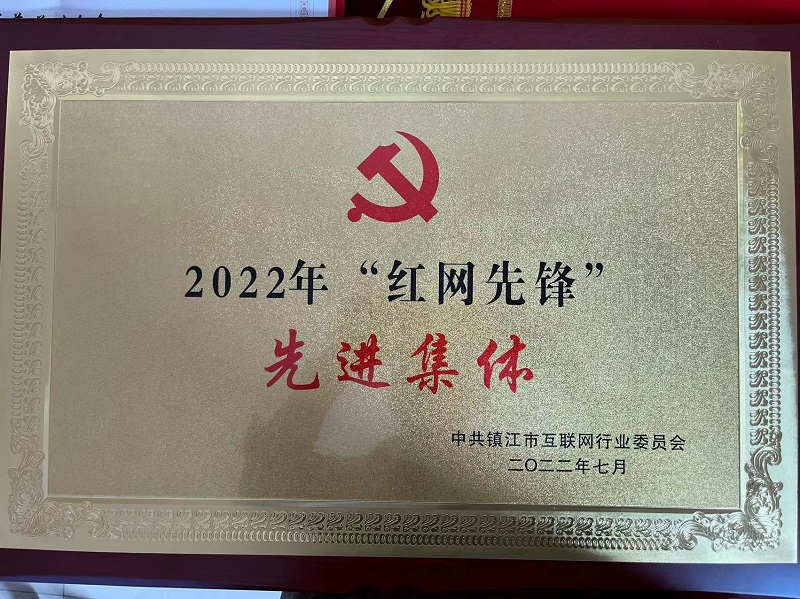 2022年“红网先锋”
先进集体
中共镇江市互联网行业委员会
二〇二二年七月